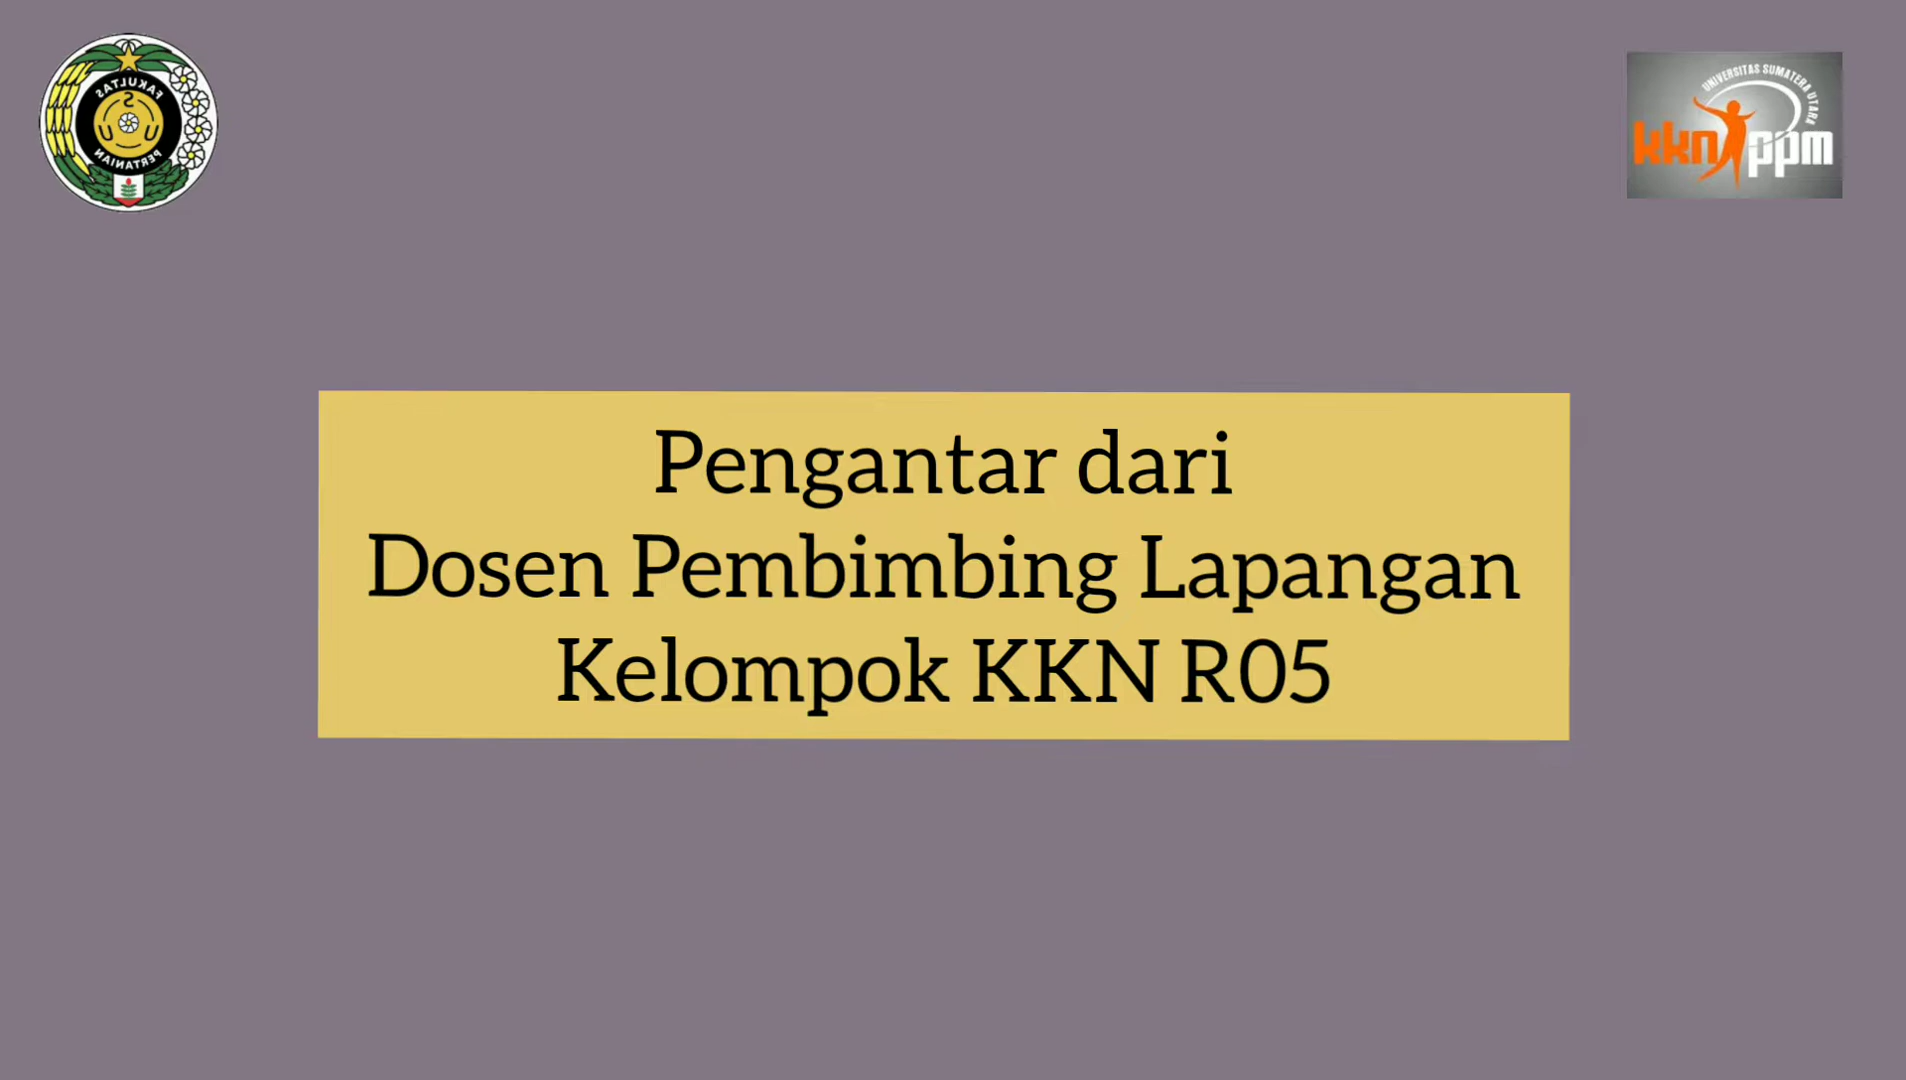 FAKULTAS
S
U U
PERTANIAN
UNIVERSITAS SUMATERA UTARA
kkn ppm
Pengantar dari
Dosen Pembimbing Lapangan
Kelompok KKN R05